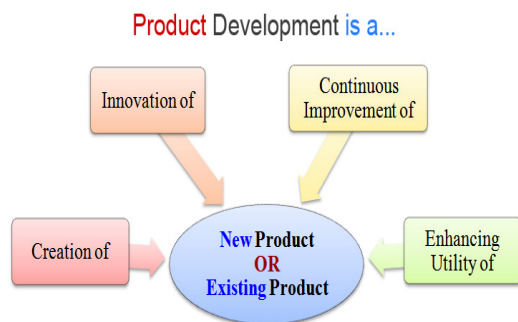 Product Development is a...
Innovation of
Continuous
Improvement of
Creation of
New Product
OR
Existing Product
Enhancing
Utility of